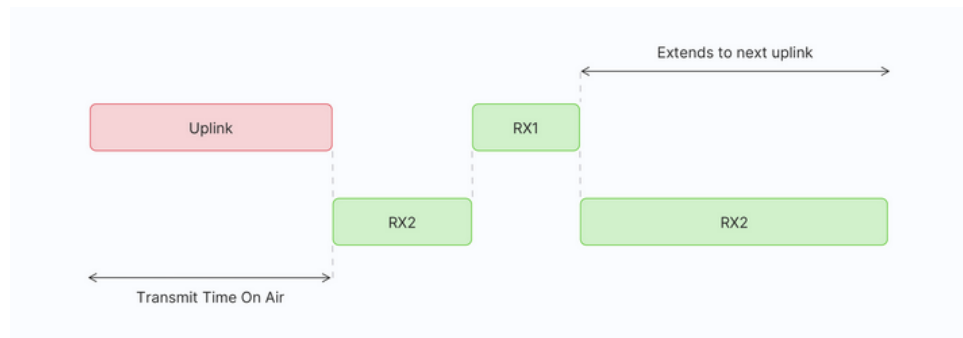 Extends to next uplink
Uplink
RX1
RX2
RX2
Transmit Time On Air